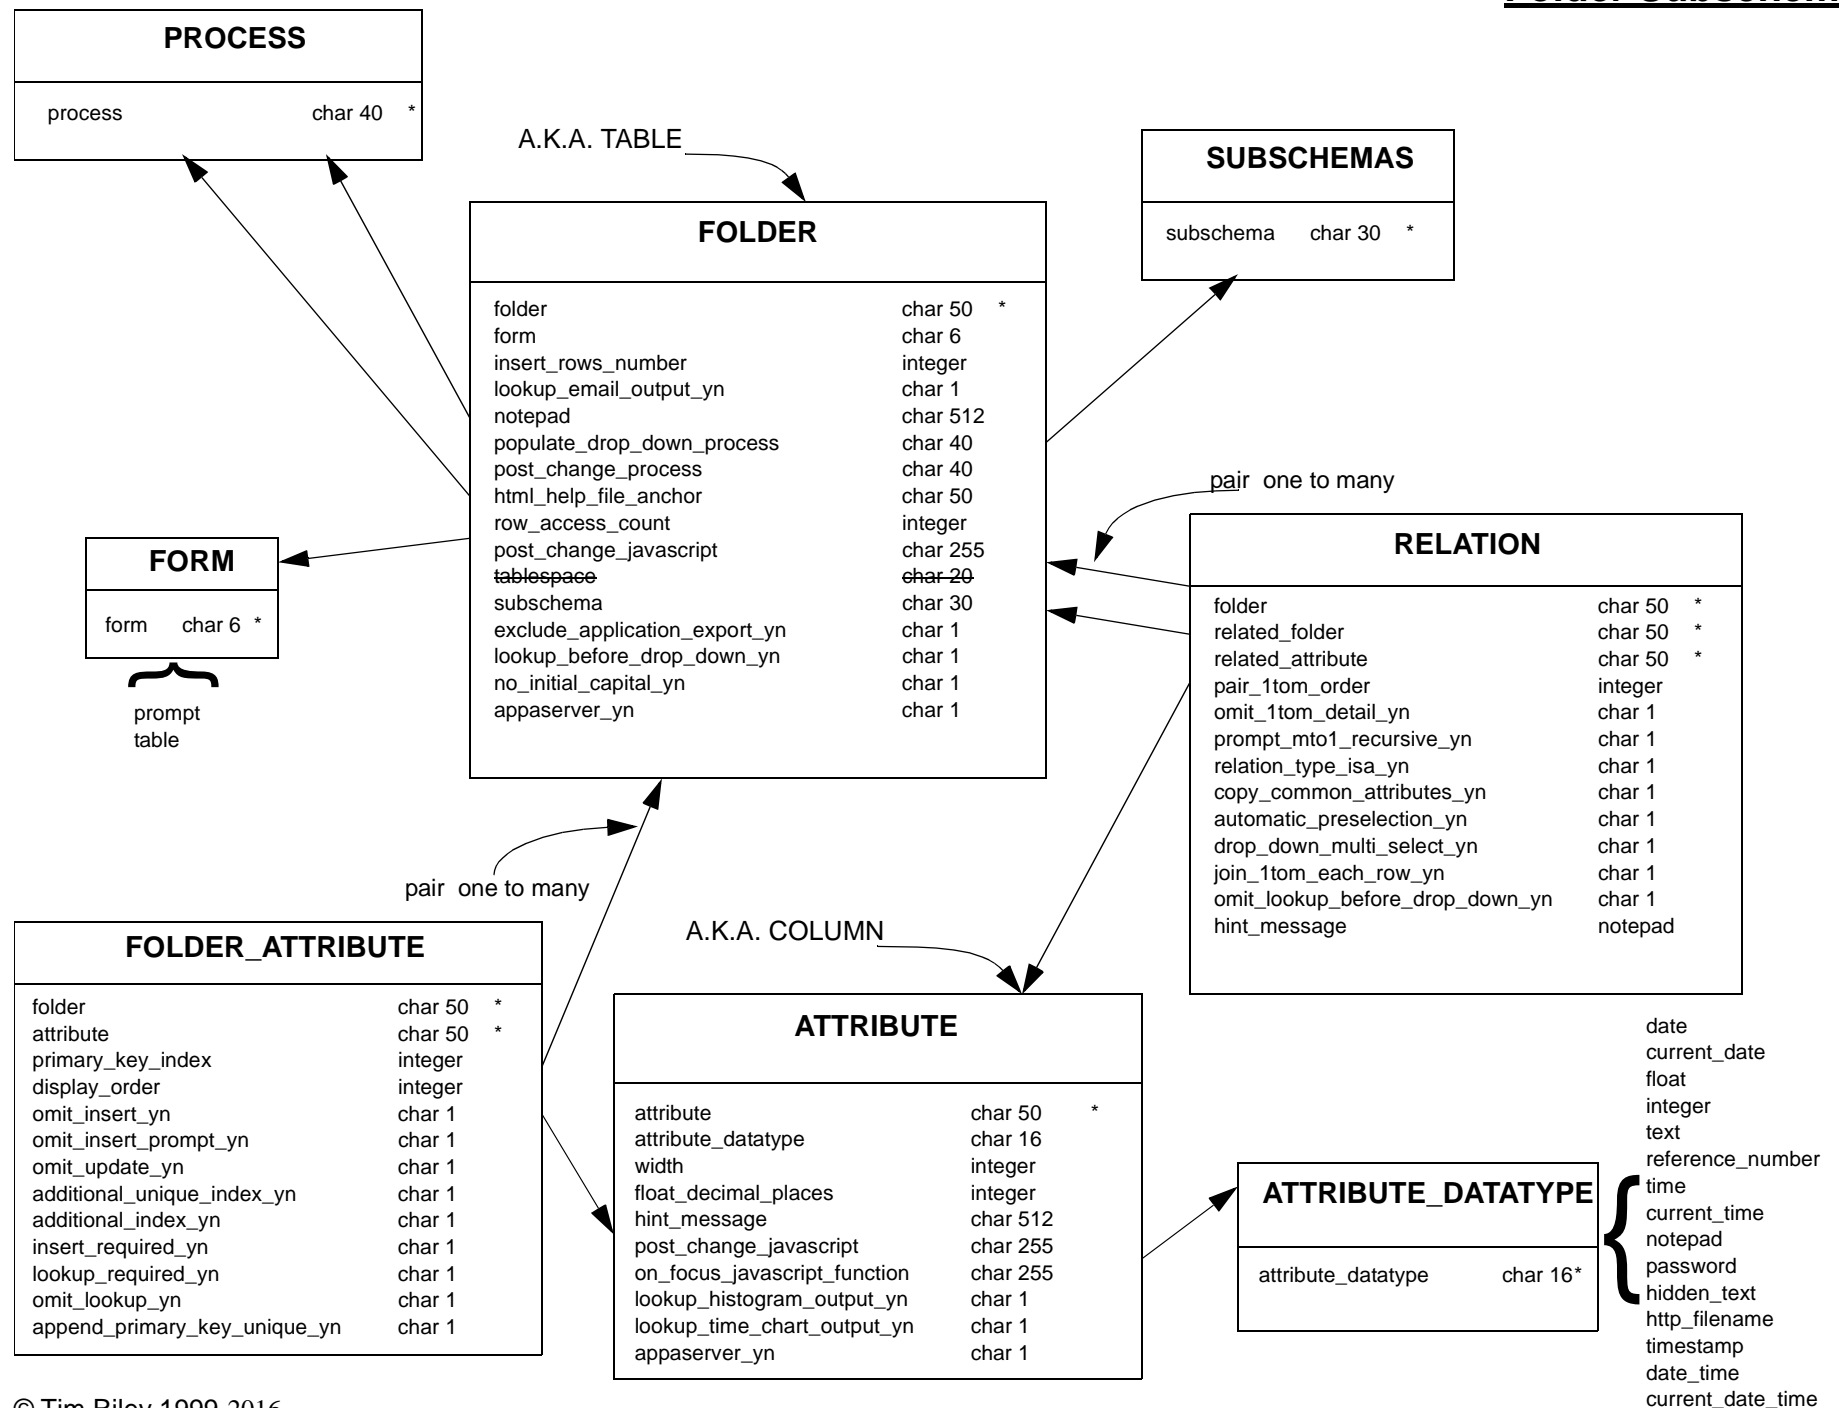 Folder Subschem
PROCESS
process char 40 *
A.K.A. TABLE
SUBSCHEMAS
subschema char 30 *
FOLDER
folder char 50 *
form char 6
insert_rows_number integer
lookup_email_output_yn char 1
notepad char 512
populate_drop_down_process char 40
post_change_process char 40
html_help_file_anchor char 50
row_access_count integer
post_change_javascript char 255
tablespace char 20
subschema char 30
exclude_application_export_yn char 1
lookup_before_drop_down_yn char 1
no_initial_capital_yn char 1
appaserver_yn char 1
pair one to many
RELATION
folder char 50 *
related_folder char 50 *
related_attribute char 50 *
pair_1tom_order integer
omit_1tom_detail_yn char 1
prompt_mto1_recursive_yn char 1
relation_type_isa_yn char 1
copy_common_attributes_yn char 1
automatic_preselection_yn char 1
drop_down_multi_select_yn char 1
join_1tom_each_row_yn char 1
omit_lookup_before_drop_down_yn char 1
hint_message notepad
FORM
form char 6 *
prompt
table
pair one to many
A.K.A. COLUMN
FOLDER_ATTRIBUTE
folder char 50 *
attribute char 50 *
primary_key_index integer
display_order integer
omit_insert_yn char 1
omit_insert_prompt_yn char 1
omit_update_yn char 1
additional_unique_index_yn char 1
additional_index_yn char 1
insert_required_yn char 1
lookup_required_yn char 1
omit_lookup_yn char 1
append_primary_key_unique_yn char 1
ATTRIBUTE
attribute char 50 *
attribute_datatype char 16
width integer
float_decimal_places integer
hint_message char 512
post_change_javascript char 255
on_focus_javascript_function char 255
lookup_histogram_output_yn char 1
lookup_time_chart_output_yn char 1
appaserver_yn char 1
ATTRIBUTE_DATATYPE
attribute_datatype char 16*
date
current_date
float
integer
text
reference_number
time
current_time
notepad
password
hidden_text
http_filename
timestamp
date_time
current_date_time
© Tim Riley 1999-2016